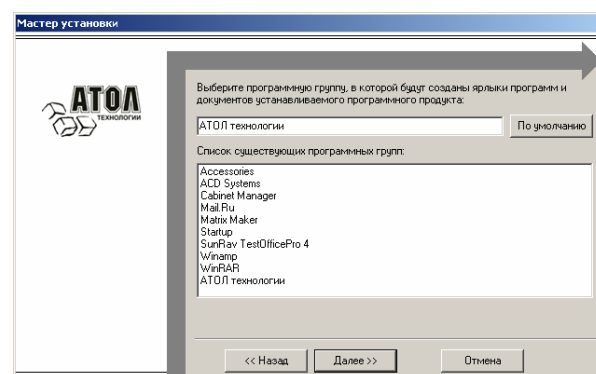 Мастер установки
АТОЛ
ТЕХНОЛОГИИ
Выберите программную группу, в которой будут созданы ярлыки программ и
документов устанавливаемого программного продукта:
АТОЛ технологии
По умолчанию
Список существующих программных групп:
Accessories
ACD Systems
Cabinet Manager
Mail.Ru
Matrix Maker
Startup
SunRav TestOfficePro 4
Winamp
WinRAR
АТОЛ технологии
<< Назад
Далее >>
Отмена